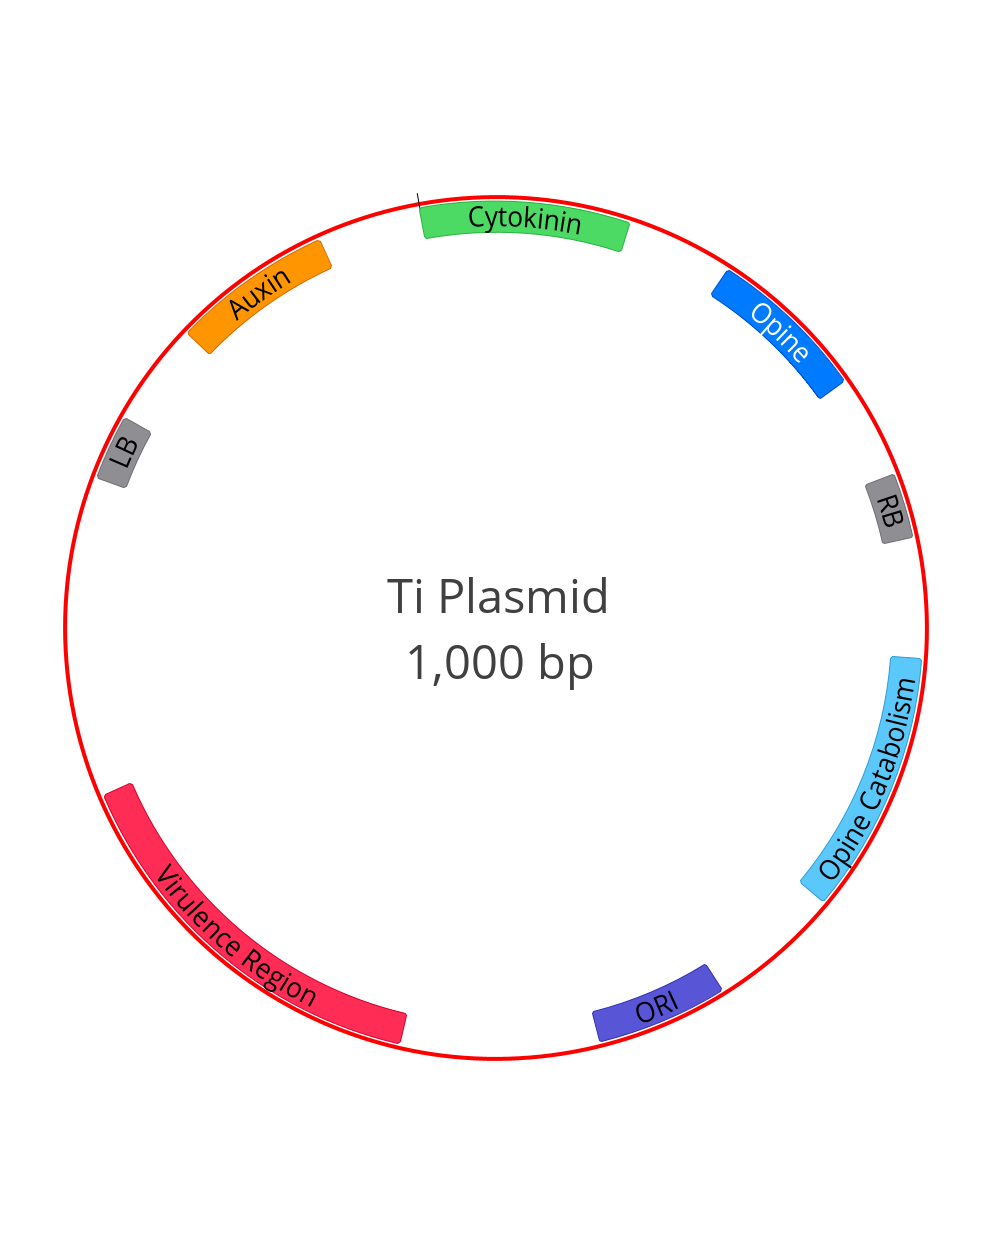 Cytokinin
Auxin
Opine
LB
RB
Ti Plasmid
1,000 bp
Opine Catabolism
Virulence Region
ORI